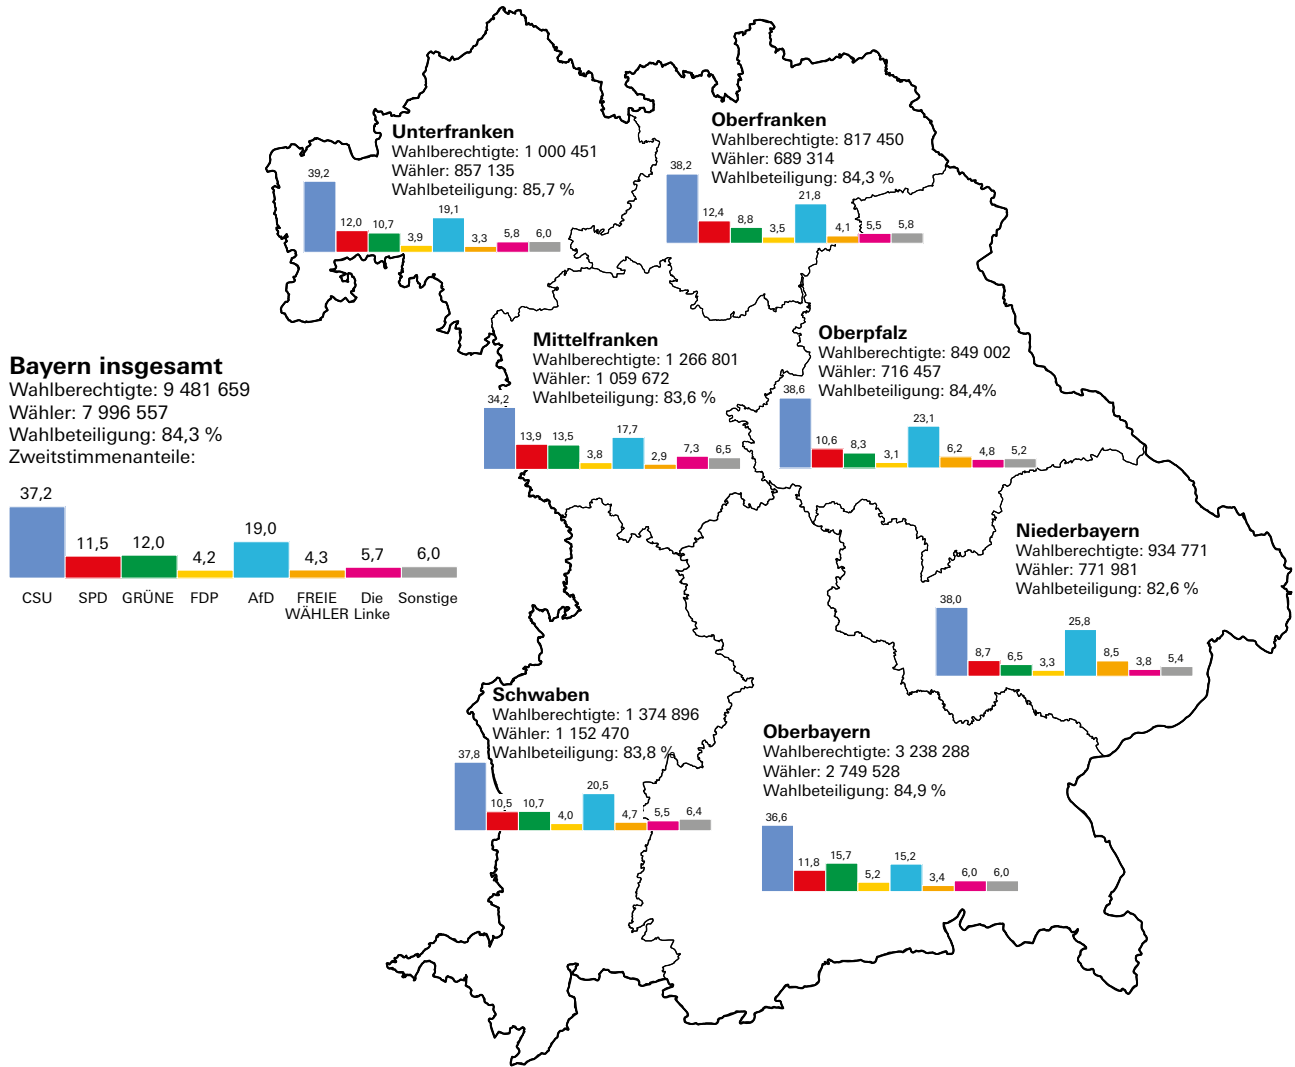 Unterfranken
Wahlberechtigte: 1 000 451
Wähler: 857 135
Wahlbeteiligung: 85,7 %
39,2
12,0
10,7
3,9
19,1
3,3
5,8
6,0
Oberfranken
Wahlberechtigte: 817 450
Wähler: 689 314
Wahlbeteiligung: 84,3 %
38,2
12,4
8,8
3,5
21,8
4,1
5,5
5,8
Mittelfranken
Wahlberechtigte: 1 266 801
Wähler: 1 059 672
Wahlbeteiligung: 83,6 %
34,2
13,9
13,5
3,8
17,7
2,9
7,3
6,5
Oberpfalz
Wahlberechtigte: 849 002
Wähler: 716 457
Wahlbeteiligung: 84,4%
38,6
10,6
8,3
3,1
23,1
6,2
4,8
5,2
Bayern insgesamt
Wahlberechtigte: 9 481 659
Wähler: 7 996 557
Wahlbeteiligung: 84,3 %
Zweitstimmenanteile:
37,2
11,5
12,0
4,2
19,0
4,3
5,7
6,0
CSU SPD GRÜNE FDP AfD FREIE Die Sonstige
WÄHLER Linke
Niederbayern
Wahlberechtigte: 934 771
Wähler: 771 981
Wahlbeteiligung: 82,6 %
38,0
8,7
6,5
3,3
25,8
8,5
3,8
5,4
Schwaben
Wahlberechtigte: 1 374 896
Wähler: 1 152 470
Wahlbeteiligung: 83,8 %
37,8
10,5
10,7
4,0
20,5
4,7
5,5
6,4
Oberbayern
Wahlberechtigte: 3 238 288
Wähler: 2 749 528
Wahlbeteiligung: 84,9 %
36,6
11,8
15,7
5,2
15,2
3,4
6,0
6,0